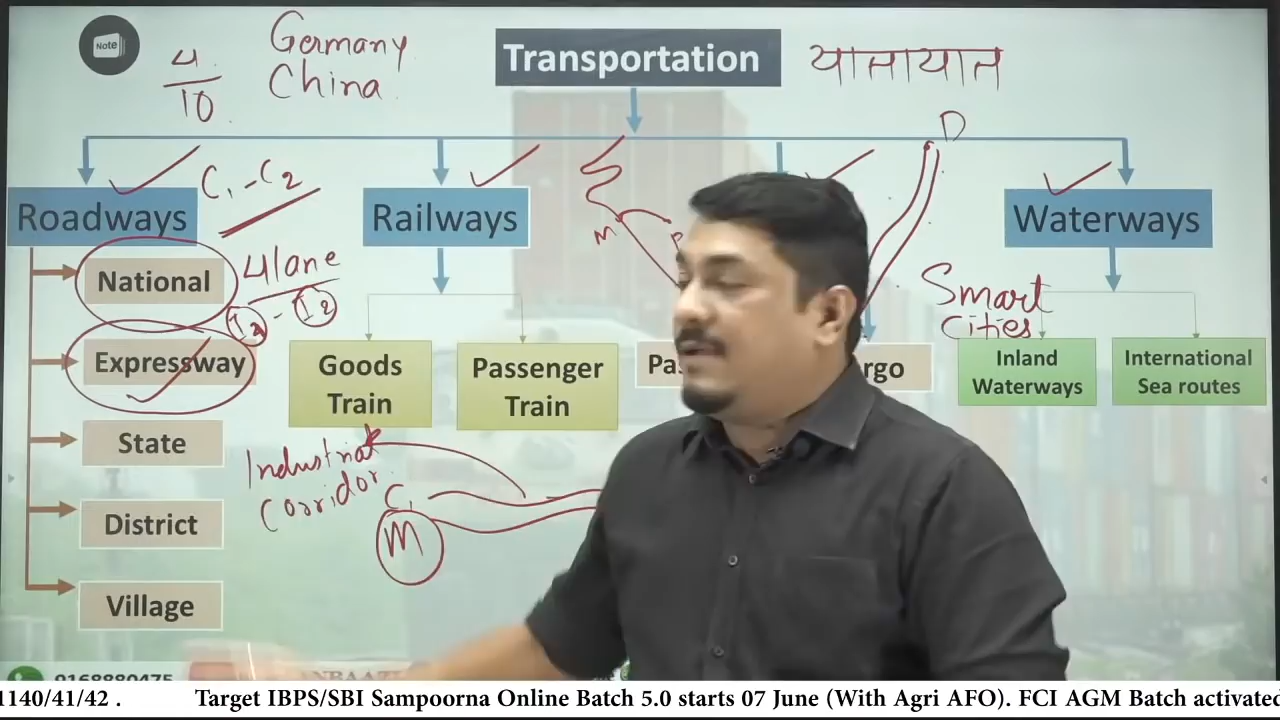 Note
4
10
Germany
China
Transportation
यातायात
D
C1-C2
Roadways
Railways
Waterways
M
National
4 lane
Expressway
State
District
Village
Goods
Train
Passenger
Train
Pas
rgo
Smart
Cities
Inland
Waterways
International
Sea routes
Industrial
Corridor
C1
M
9168880475
1140/41/42 .
Target IBPS/SBI Sampoorna Online Batch 5.0 starts 07 June (With Agri AFO). FCI AGM Batch activated